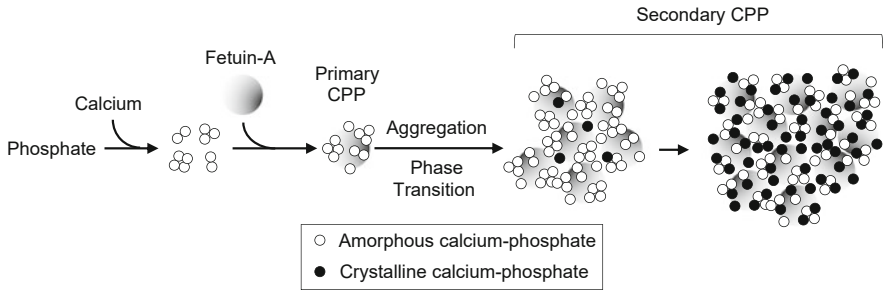 Secondary CPP
Fetuin-A
Primary
CPP
Calcium
Aggregation
Phosphate
Phase
Transition
Amorphous calcium-phosphate
Crystalline calcium-phosphate